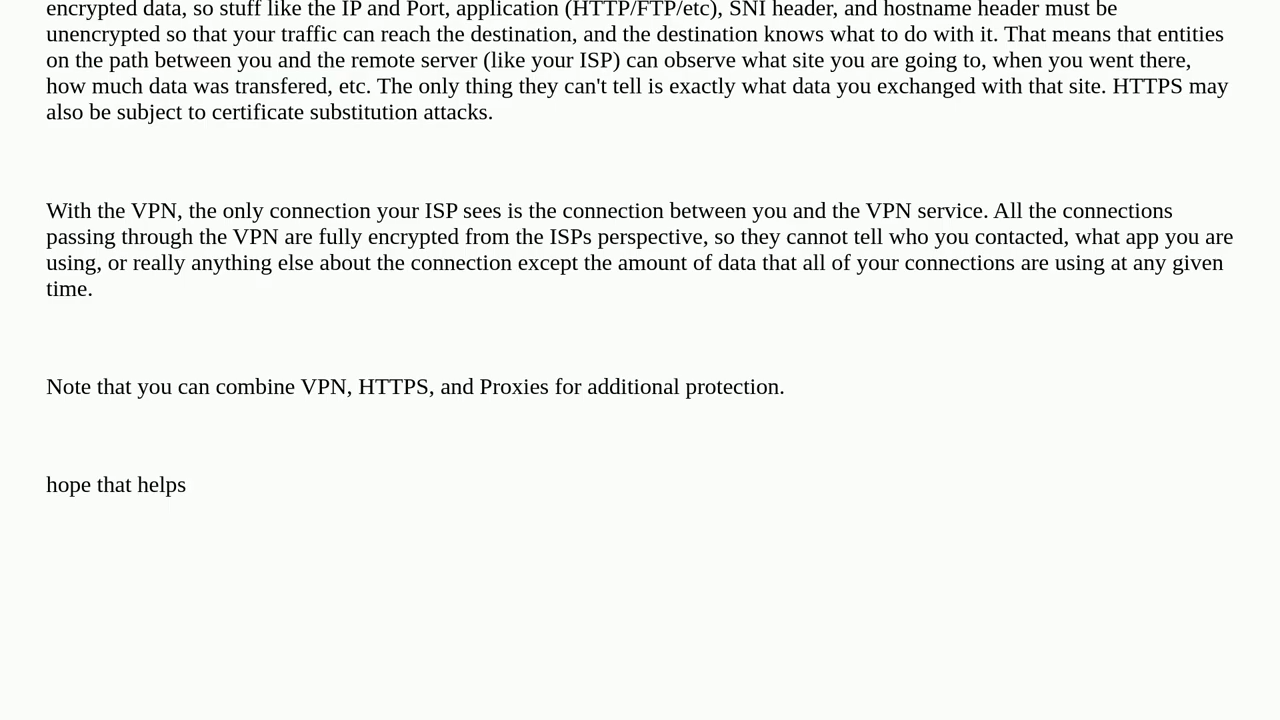 encrypted data, so stuff like the IP and Port, application (HTTP/FTP/etc), SNI header, and hostname header must be
unencrypted so that your traffic can reach the destination, and the destination knows what to do with it. That means that entities
on the path between you and the remote server (like your ISP) can observe what site you are going to, when you went there,
how much data was transfered, etc. The only thing they can't tell is exactly what data you exchanged with that site. HTTPS may
also be subject to certificate substitution attacks.
With the VPN, the only connection your ISP sees is the connection between you and the VPN service. All the connections
passing through the VPN are fully encrypted from the ISPs perspective, so they cannot tell who you contacted, what app you are
using, or really anything else about the connection except the amount of data that all of your connections are using at any given
time.
Note that you can combine VPN, HTTPS, and Proxies for additional protection.
hope that helps